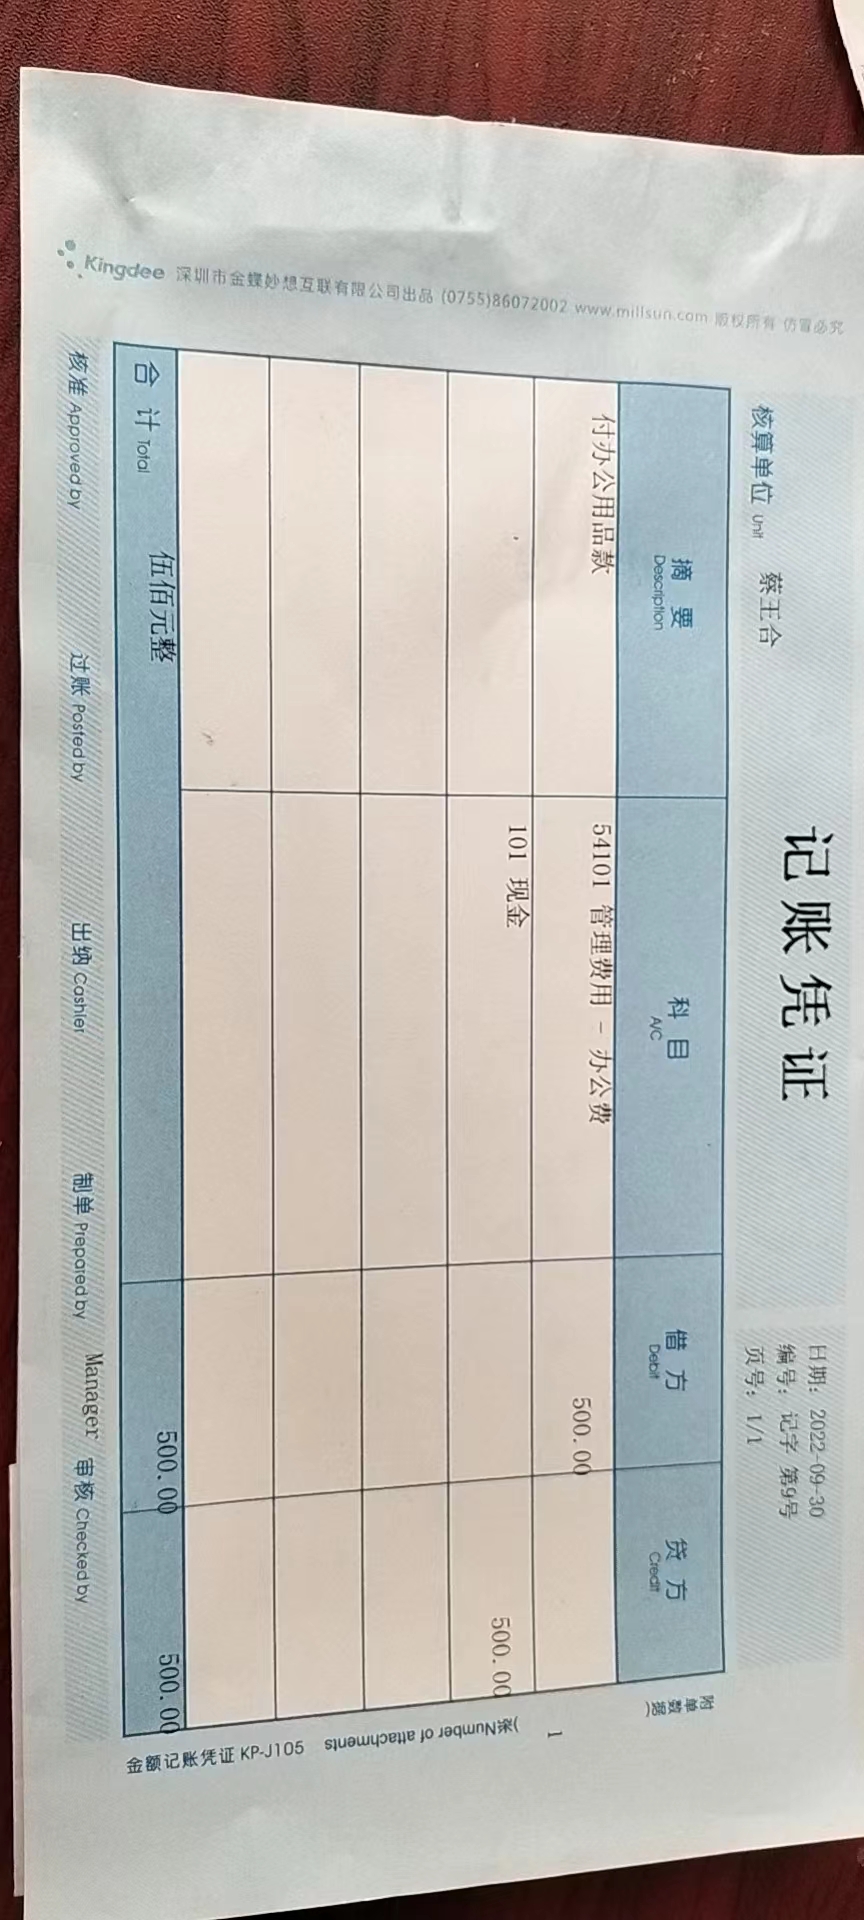 记账凭证
日期: 2022-09-30
编号: 记字 第9号
页号: 1/1
核算单位 Unit 蔡王合
附单据数(
摘要 Description 科目 A/C 借方 Debit 贷方 Credit
付办公用品款 54101 管理费用 - 办公费 500.00
101 现金 500.00
1
张)Number of attachments
合计 Total 伍佰元整 500.00 500.00
金额记账凭证 KP-J105
核准 Approved by 过账 Posted by 出纳 Cashier 制单 Prepared by Manager 审核 Checked by
Kingdee 深圳市金蝶妙想互联有限公司出品 (0755)86072002 www.millsun.com 版权所有 仿冒必究